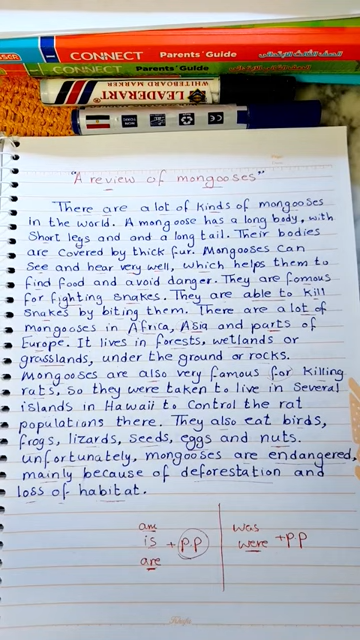 CONNECT Parents' Guide
CONNECT Parents' Guide
LEADERART
WHITEBOARD MARKER
"A review of mongooses"
There are a lot of kinds of mongooses
in the world. A mongoose has a long body, with
Short legs and and a long tail. Their bodies
are covered by thick fur. Mongooses can
See and hear very well, which helps them to
find food and avoid danger. They are famous
for fighting snakes. They are able to kill
Snakes by biting them. There are a lot of
mongooses in Africa, Asia and parts of
Europe. It lives in forests, wetlands or
grasslands, under the ground or rocks.
Mongooses are also very famous for killing
rats, So they were taken to live in Several
islands in Hawaii to control the rat
populations there. They also eat birds,
frogs, lizards, seeds, eggs and nuts.
Unfortunately, mongooses are endangered,
mainly because of deforestation and
loss of habitat.
am
is + p.p
are
was
were + p p